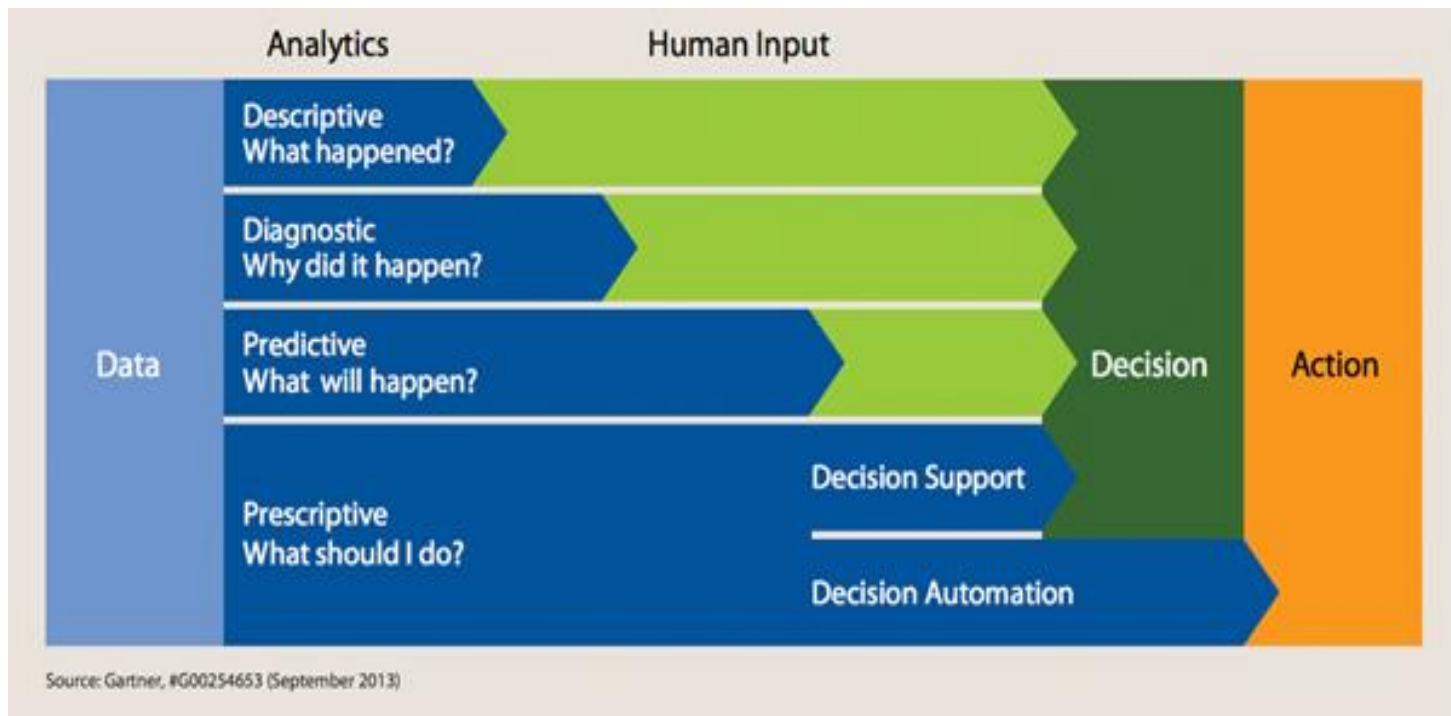 Analytics
Human Input
Descriptive
What happened?
Diagnostic
Why did it happen?
Predictive
What will happen?
Prescriptive
What should I do?
Data
Decision Support
Decision Automation
Decision
Action
Source: Gartner, #G00254653 (September 2013)